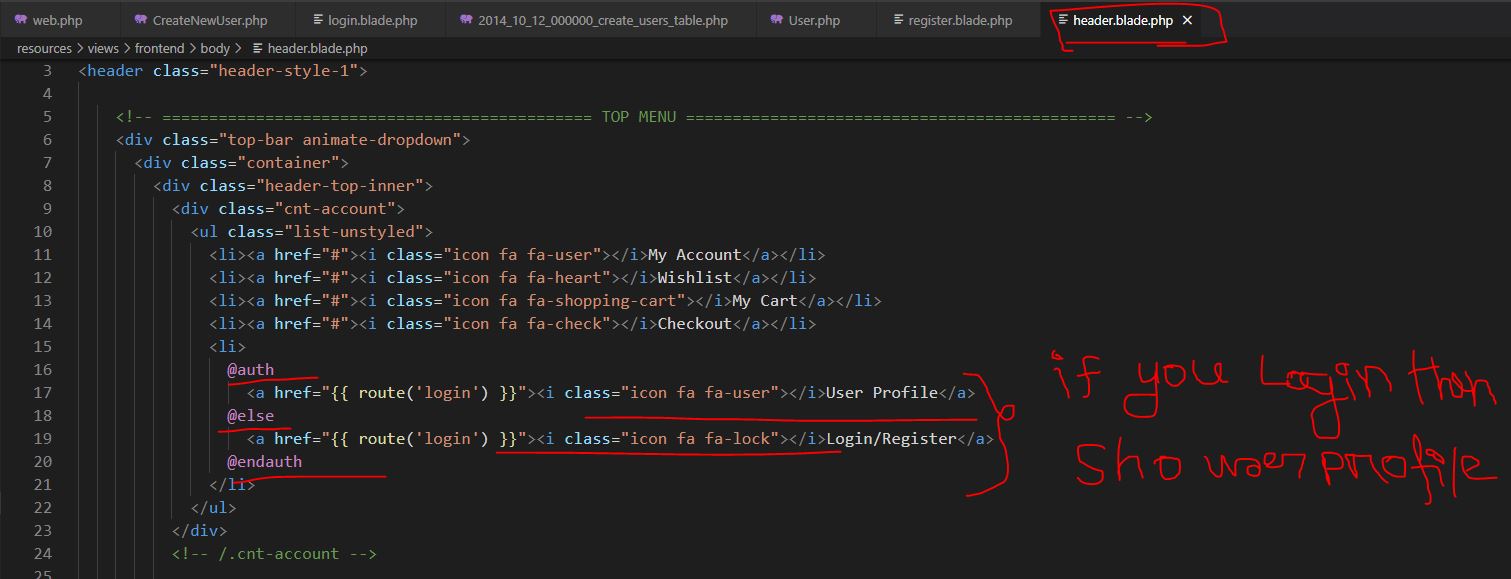 web.php CreateNewUser.php login.blade.php 2014_10_12_000000_create_users_table.php User.php register.blade.php header.blade.php
resources > views > frontend > body > header.blade.php
3 <header class="header-style-1">
4
5 <!-- ============================================== TOP MENU ============================================== -->
6 <div class="top-bar animate-dropdown">
7 <div class="container">
8 <div class="header-top-inner">
9 <div class="cnt-account">
10 <ul class="list-unstyled">
11 <li><a href="#"><i class="icon fa fa-user"></i>My Account</a></li>
12 <li><a href="#"><i class="icon fa fa-heart"></i>Wishlist</a></li>
13 <li><a href="#"><i class="icon fa fa-shopping-cart"></i>My Cart</a></li>
14 <li><a href="#"><i class="icon fa fa-check"></i>Checkout</a></li>
15 <li>
16 @auth
17 <a href="{{ route('login') }}"><i class="icon fa fa-user"></i>User Profile</a>
18 @else
19 <a href="{{ route('login') }}"><i class="icon fa fa-lock"></i>Login/Register</a>
20 @endauth
21 </li>
22 </ul>
23 </div>
24 <!-- /.cnt-account -->
25
if you Login then
sho user profile